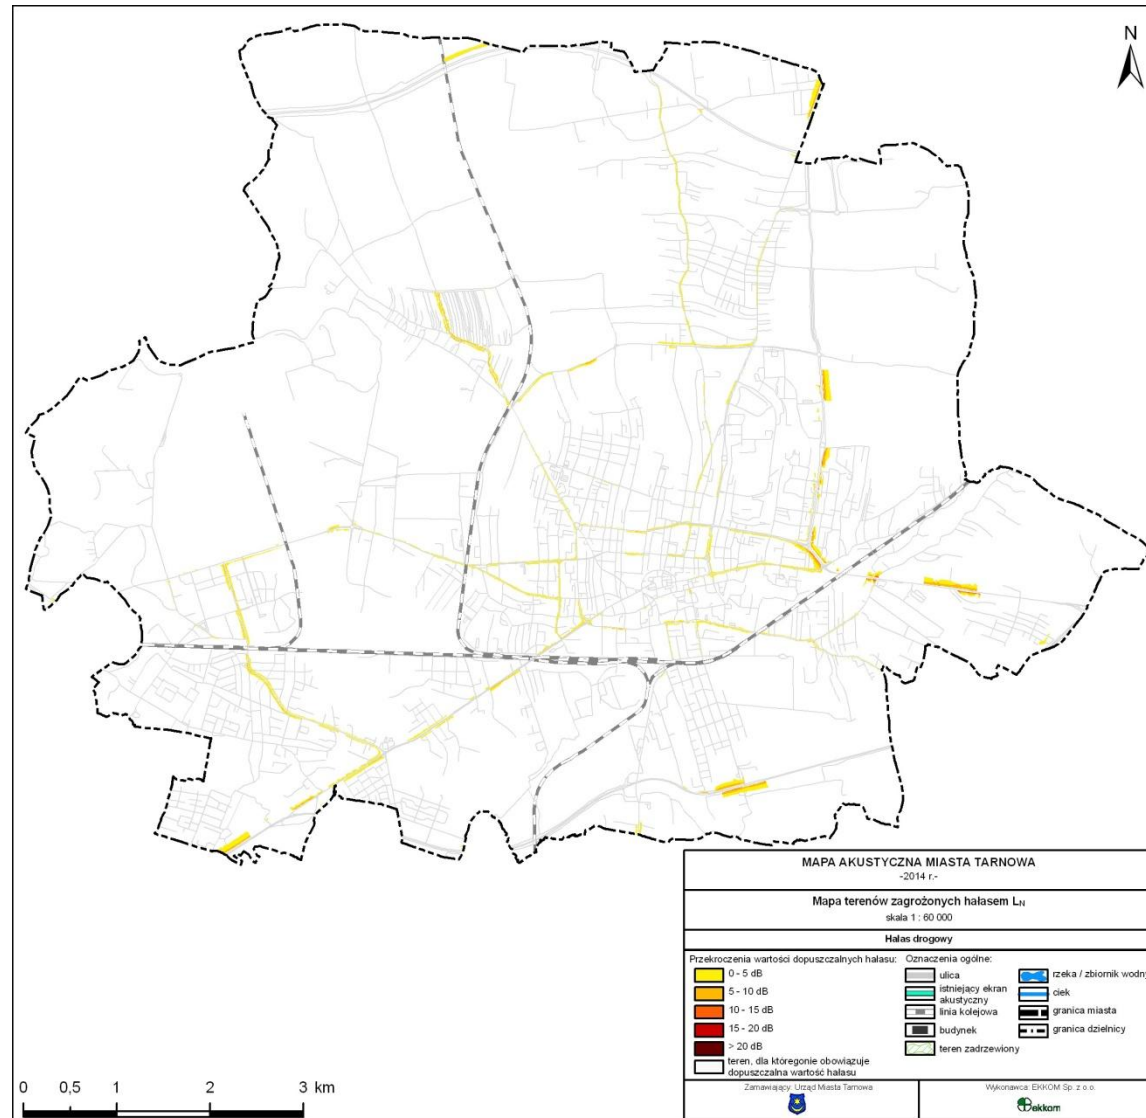 N
MAPA AKUSTYCZNA MIASTA TARNOWA
-2014 r.-
Mapa terenów zagrożonych hałasem LN
skala 1 : 60 000
Hałas drogowy
Przekroczenia wartości dopuszczalnych hałasu:
0 - 5 dB
5 - 10 dB
10 - 15 dB
15 - 20 dB
> 20 dB
teren, dla któregonie obowiązuje
dopuszczalna wartość hałasu
Oznaczenia ogólne:
ulica
istniejący ekran
akustyczny
linia kolejowa
budynek
teren zadrzewiony
rzeka / zbiornik wodny
ciek
granica miasta
granica dzielnicy
Zamawiający: Urząd Miasta Tarnowa
Wykonawca: EKKOM Sp. z o.o.
ekkom
0 0,5 1 2 3 km